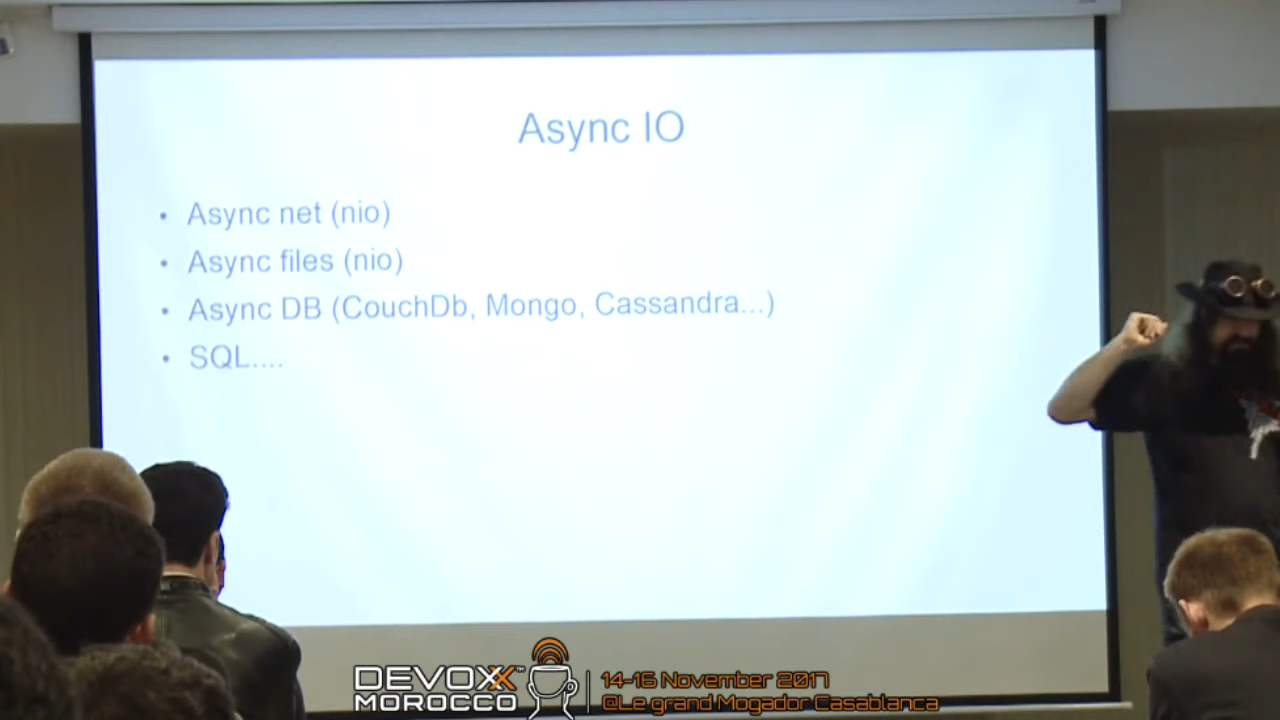 Async IO
• Async net (nio)
• Async files (nio)
• Async DB (CouchDb, Mongo, Cassandra...)
• SQL....
DEVOXX™
MOROCCO
14-16 November 2017
@Le grand Mogador Casablanca